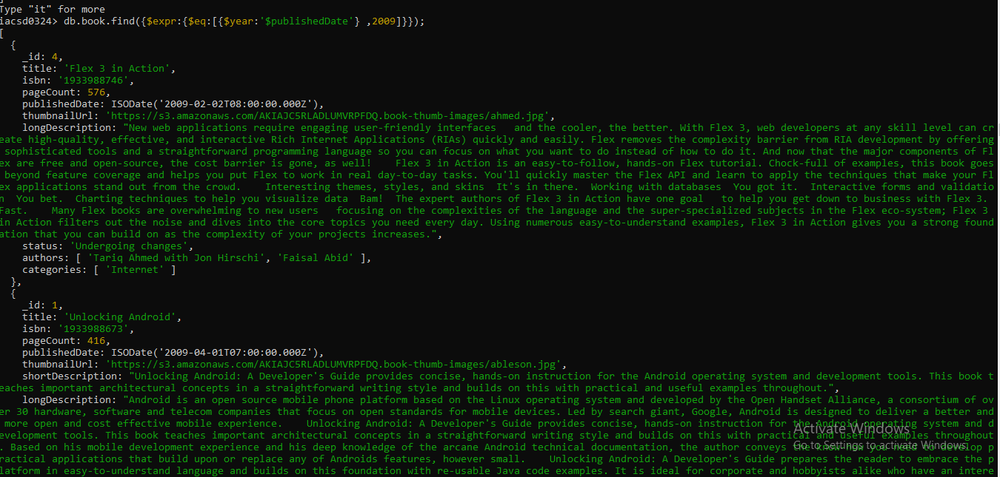 Type "it" for more
iacsd0324> db.book.find({$expr:{$eq:[{$year:'$publishedDate'} ,2009]}});
[
  {
    _id: 4,
    title: 'Flex 3 in Action',
    isbn: '1933988746',
    pageCount: 576,
    publishedDate: ISODate('2009-02-02T08:00:00.000Z'),
    thumbnailUrl: 'https://s3.amazonaws.com/AKIAJC5RLADLUMVRPFDQ.book-thumb-images/ahmed.jpg',
    longDescription: "New web applications require engaging user-friendly interfaces   and the cooler, the better. With Flex 3, web developers at any skill level can cr
eate high-quality, effective, and interactive Rich Internet Applications (RIAs) quickly and easily. Flex removes the complexity barrier from RIA development by offering
 sophisticated tools and a straightforward programming language so you can focus on what you want to do instead of how to do it. And now that the major components of Fl
ex are free and open-source, the cost barrier is gone, as well!    Flex 3 in Action is an easy-to-follow, hands-on Flex tutorial. Chock-full of examples, this book goes
 beyond feature coverage and helps you put Flex to work in real day-to-day tasks. You'll quickly master the Flex API and learn to apply the techniques that make your Fl
ex applications stand out from the crowd.    Interesting themes, styles, and skins  It's in there.  Working with databases  You got it.  Interactive forms and validatio
n  You bet.  Charting techniques to help you visualize data  Bam!  The expert authors of Flex 3 in Action have one goal   to help you get down to business with Flex 3.
Fast.    Many Flex books are overwhelming to new users   focusing on the complexities of the language and the super-specialized subjects in the Flex eco-system; Flex 3
in Action filters out the noise and dives into the core topics you need every day. Using numerous easy-to-understand examples, Flex 3 in Action gives you a strong found
ation that you can build on as the complexity of your projects increases.",
    status: 'Undergoing changes',
    authors: [ 'Tariq Ahmed with Jon Hirschi', 'Faisal Abid' ],
    categories: [ 'Internet' ]
  },
  {
    _id: 1,
    title: 'Unlocking Android',
    isbn: '1933988673',
    pageCount: 416,
    publishedDate: ISODate('2009-04-01T07:00:00.000Z'),
    thumbnailUrl: 'https://s3.amazonaws.com/AKIAJC5RLADLUMVRPFDQ.book-thumb-images/ableson.jpg',
    shortDescription: "Unlocking Android: A Developer's Guide provides concise, hands-on instruction for the Android operating system and development tools. This book t
eaches important architectural concepts in a straightforward writing style and builds on this with practical and useful examples throughout.",
    longDescription: "Android is an open source mobile phone platform based on the Linux operating system and developed by the Open Handset Alliance, a consortium of ov
er 30 hardware, software and telecom companies that focus on open standards for mobile devices. Led by search giant, Google, Android is designed to deliver a better and
 more open and cost effective mobile experience.    Unlocking Android: A Developer's Guide provides concise, hands-on instruction for the Android operating system and d
evelopment tools. This book teaches important architectural concepts in a straightforward writing style and builds on this with practical and useful examples throughout
. Based on his mobile development experience and his deep knowledge of the arcane Android technical documentation, the author conveys the know-how you need to develop p
ractical applications that build upon or replace any of Androids features, however small.    Unlocking Android: A Developer's Guide prepares the reader to embrace the p
latform in easy-to-understand language and builds on this foundation with re-usable Java code examples. It is ideal for corporate and hobbyists alike who have an intere
Activate Windows
Go to Settings to activate Windows.